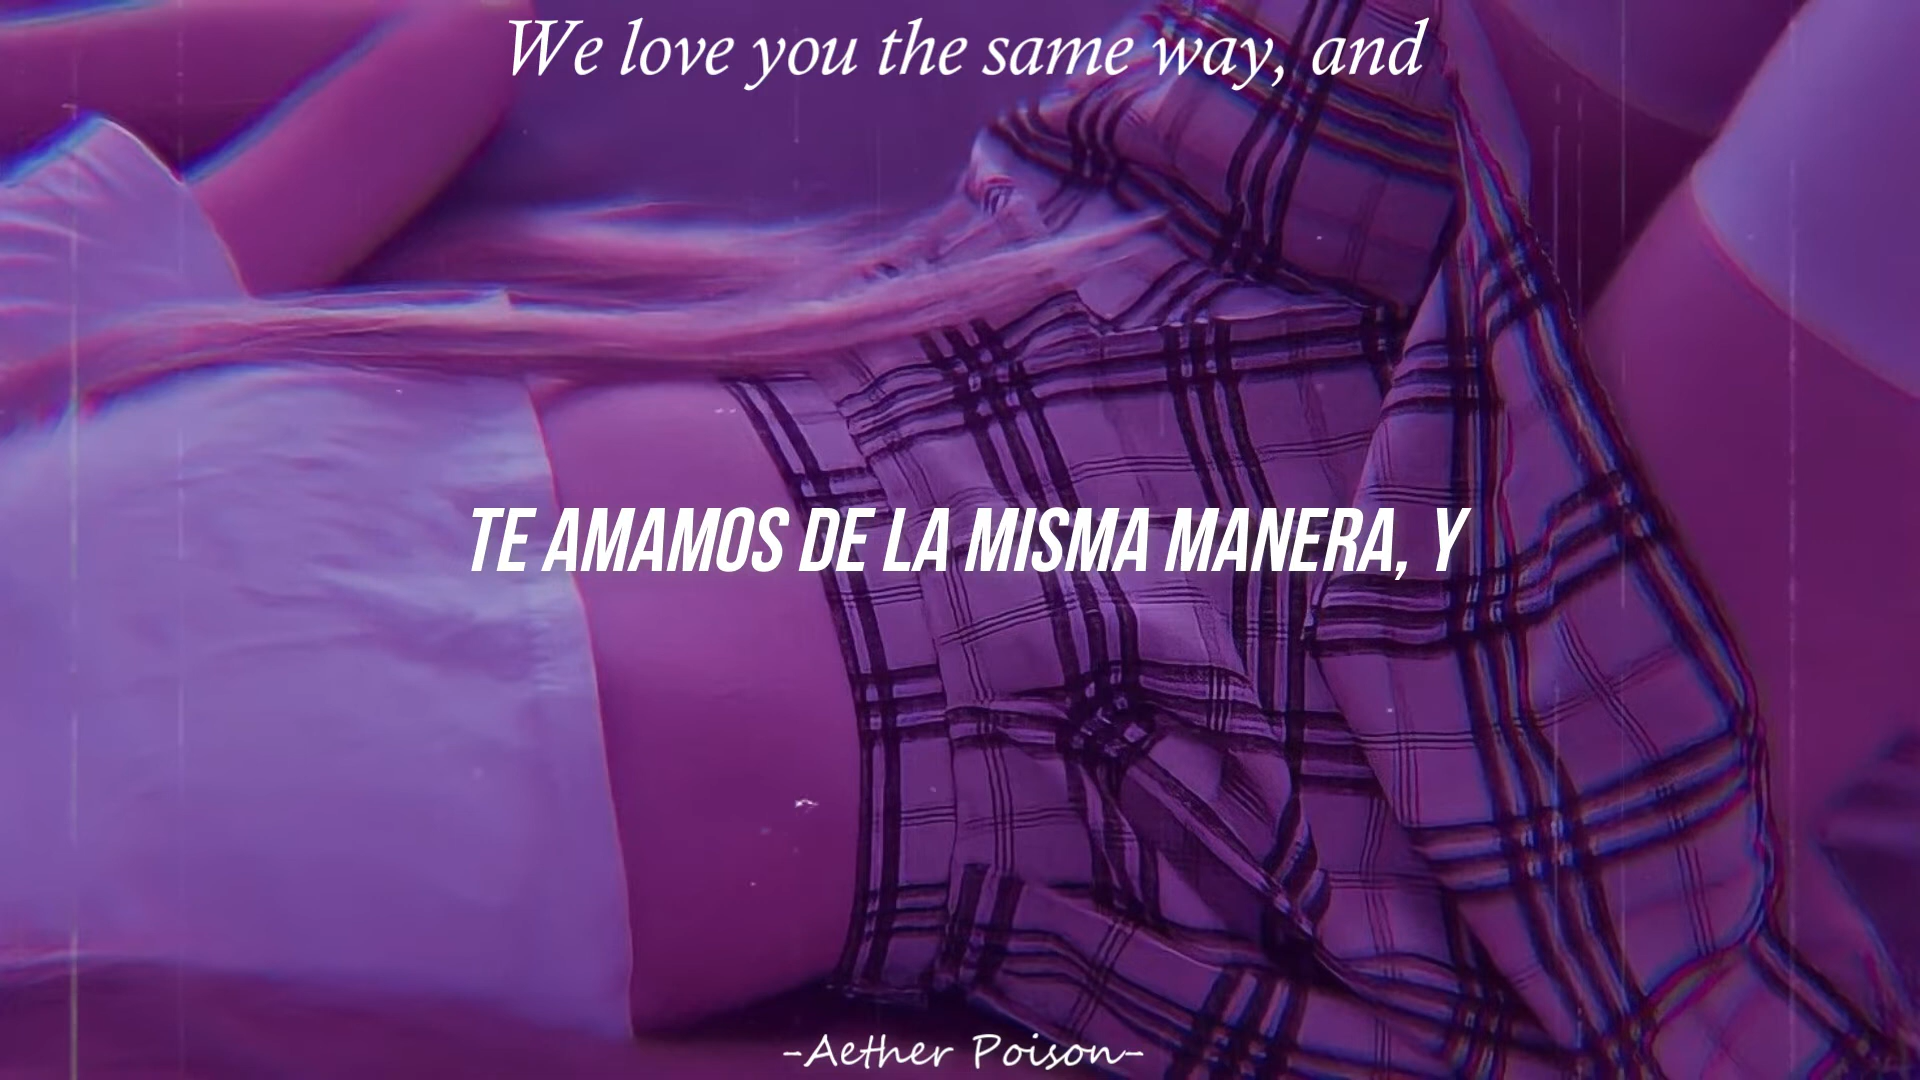 We love you the same way, and
TE AMAMOS DE LA MISMA MANERA, Y
-Aether Poison-